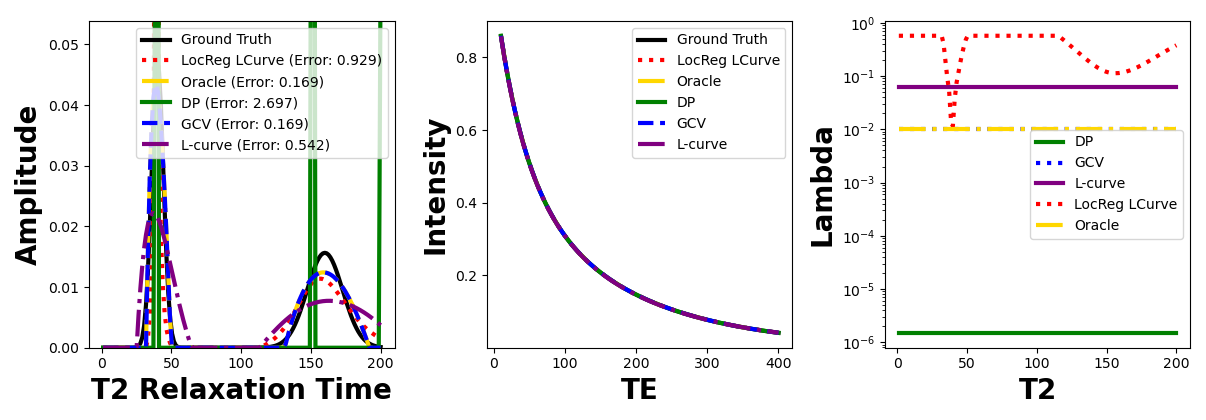 Amplitude
0.05
0.04
0.03
0.02
0.01
0.00
Ground Truth
LocReg LCurve (Error: 0.929)
Oracle (Error: 0.169)
DP (Error: 2.697)
GCV (Error: 0.169)
L-curve (Error: 0.542)
0 50 100 150 200
T2 Relaxation Time
Intensity
0.8
0.6
0.4
0.2
Ground Truth
LocReg LCurve
Oracle
DP
GCV
L-curve
0 100 200 300 400
TE
Lambda
10⁰
10⁻¹
10⁻²
10⁻³
10⁻⁴
10⁻⁵
10⁻⁶
DP
GCV
L-curve
LocReg LCurve
Oracle
0 50 100 150 200
T2